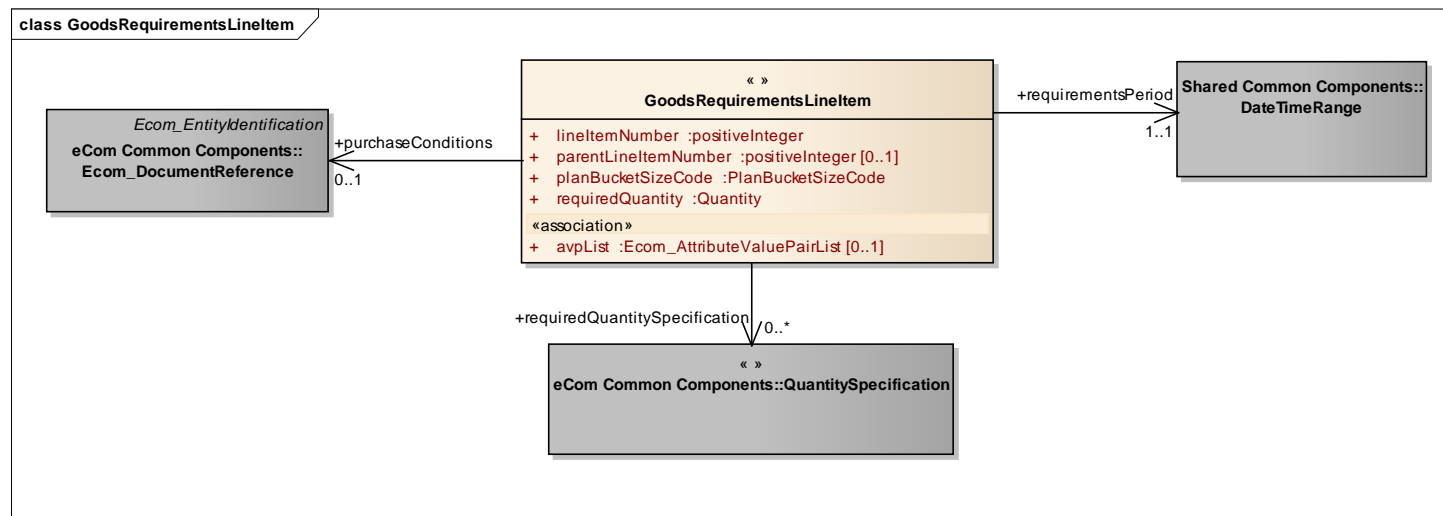 class GoodsRequirementsLineItem
« »
GoodsRequirementsLineItem
+ lineItemNumber :positiveInteger
+ parentLineItemNumber :positiveInteger [0..1]
+ planBucketSizeCode :PlanBucketSizeCode
+ requiredQuantity :Quantity
«association»
+ avpList :Ecom_AttributeValuePairList [0..1]
Ecom_EntityIdentification
eCom Common Components::
Ecom_DocumentReference
+purchaseConditions
0..1
+requirementsPeriod
1..1
Shared Common Components::
DateTimeRange
+requiredQuantitySpecification
0..*
« »
eCom Common Components::QuantitySpecification